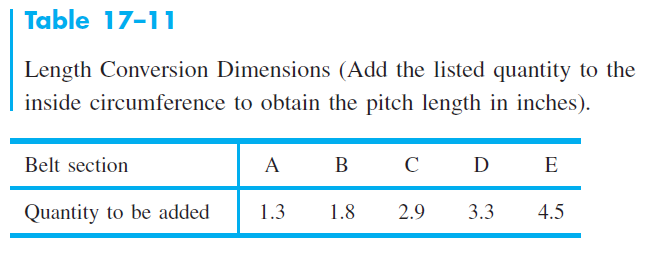 Table 17–11
Length Conversion Dimensions (Add the listed quantity to the
inside circumference to obtain the pitch length in inches).
Belt section A B C D E
Quantity to be added 1.3 1.8 2.9 3.3 4.5